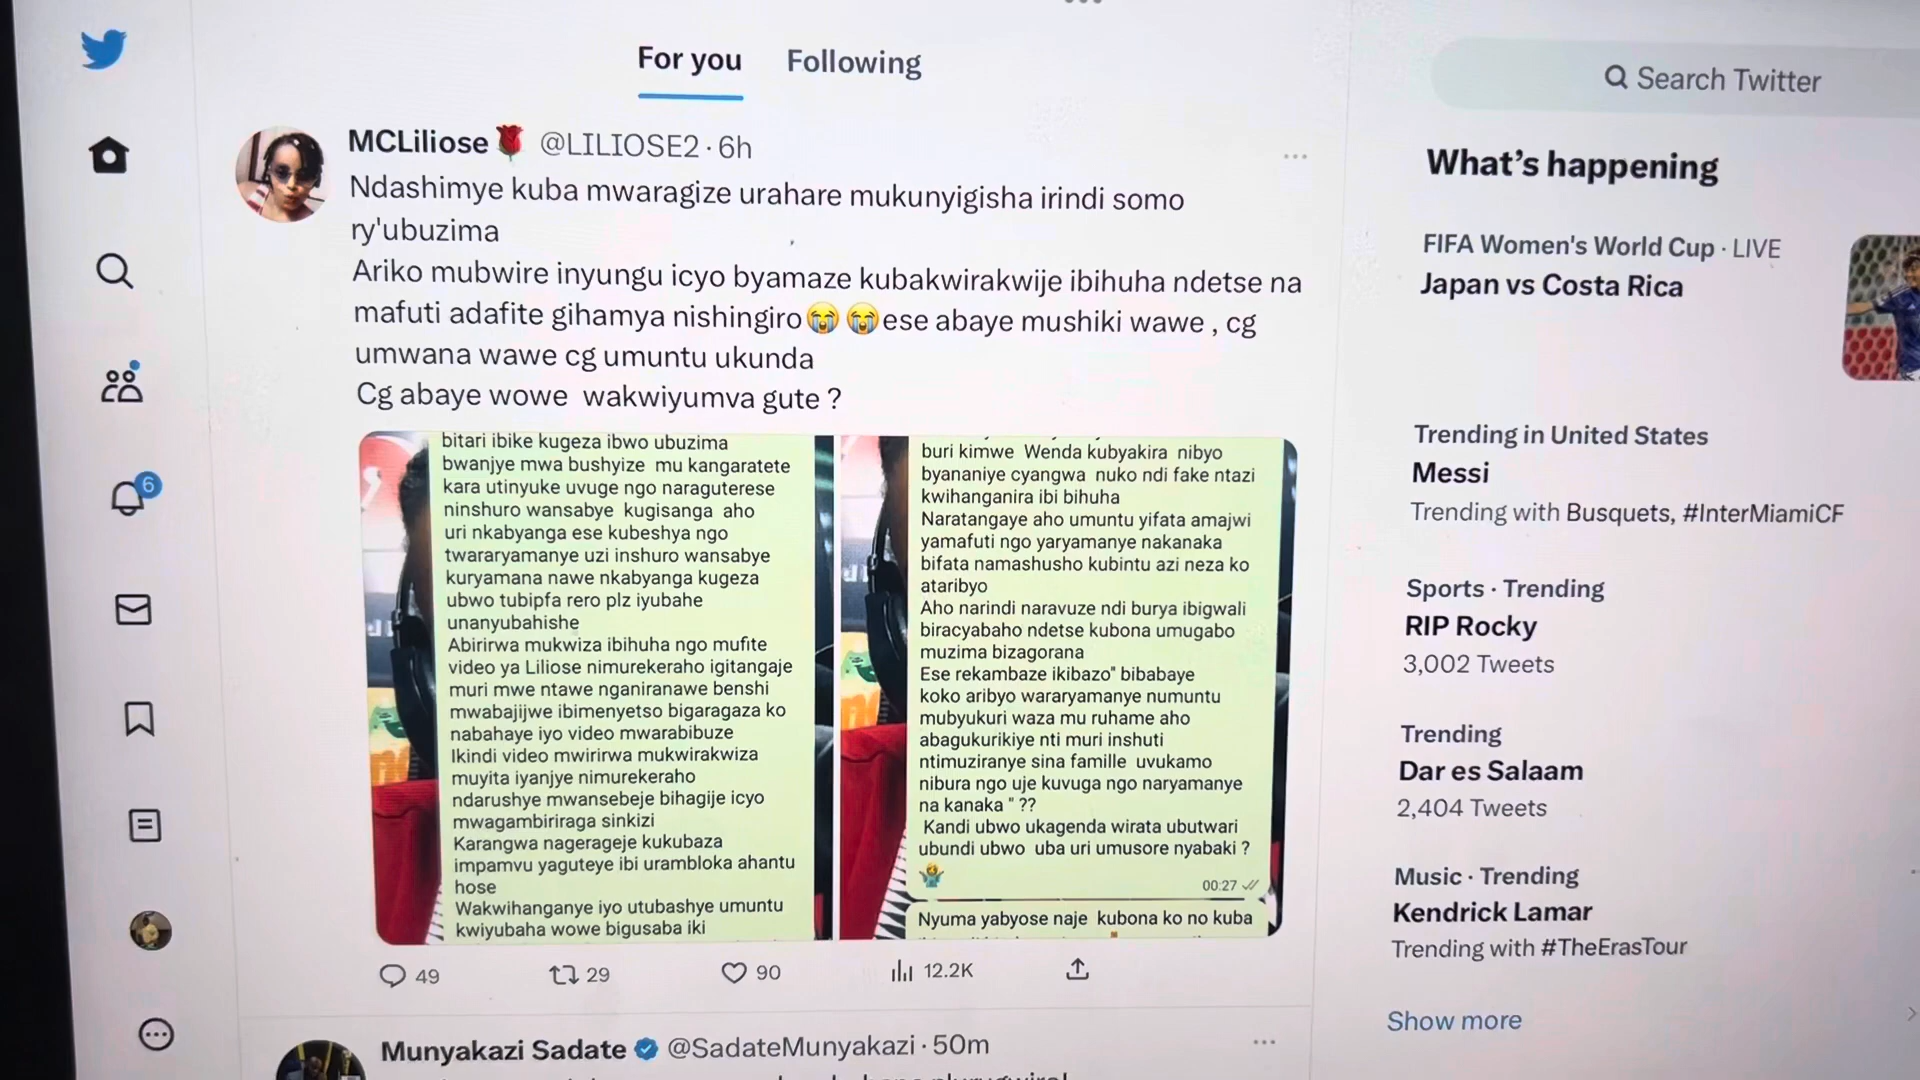 For you
Following
Search Twitter
MCLiliose🌹 @LILIOSE2 · 6h
Ndashimye kuba mwaragize urahare mukunyigisha irindi somo
ry'ubuzima
Ariko mubwire inyungu icyo byamaze kubakwirakwije ibihuha ndetse na
mafuti adafite gihamya nishingiro😭😭ese abaye mushiki wawe , cg
umwana wawe cg umuntu ukunda
Cg abaye wowe wakwiyumva gute ?
bitari ibike kugeza ibwo ubuzima
bwanjye mwa bushyize mu kangaratete
kara utinyuke uvuge ngo naraguterese
ninshuro wansabye kugisanga aho
uri nkabyanga ese kubeshya ngo
twararyamanye uzi inshuro wansabye
kuryamana nawe nkabyanga kugeza
ubwo tubipfa rero plz iyubahe
unanyubahishe
Abirirwa mukwiza ibihuha ngo mufite
video ya Liliose nimurekeraho igitangaje
muri mwe ntawe nganiranawe benshi
mwabajijwe ibimenyetso bigaragaza ko
nabahaye iyo video mwarabibuze
Ikindi video mwirirwa mukwirakwiza
muyita iyanjye nimurekeraho
ndarushye mwansebeje bihagije icyo
mwagambiriraga sinkizi
Karangwa nagerageje kukubaza
impamvu yaguteye ibi urambloka ahantu
hose
Wakwihanganye iyo utubashye umuntu
kwiyubaha wowe bigusaba iki
buri kimwe Wenda kubyakira nibyo
byananiye cyangwa nuko ndi fake ntazi
kwihanganira ibi bihuha
Naratangaye aho umuntu yifata amajwi
yamafuti ngo yaryamanye nakanaka
bifata namashusho kubintu azi neza ko
ataribyo
Aho narindi naravuze ndi burya ibigwali
biracyabaho ndetse kubona umugabo
muzima bizagorana
Ese rekambaze ikibazo" bibabaye
koko aribyo wararyamanye numuntu
mubyukuri waza mu ruhame aho
abagukurikiye nti muri inshuti
ntimuziranye sina famille uvukamo
nibura ngo uje kuvuga ngo naryamanye
na kanaka " ??
Kandi ubwo ukagenda wirata ubutwari
ubundi ubwo uba uri umusore nyabaki ?
🤷
00:27
Nyuma yabyose naje kubona ko no kuba
49 29 90 12.2K
Munyakazi Sadate @SadateMunyakazi · 50m
6
What's happening
FIFA Women's World Cup · LIVE
Japan vs Costa Rica
Trending in United States
Messi
Trending with Busquets, #InterMiamiCF
Sports · Trending
RIP Rocky
3,002 Tweets
Trending
Dar es Salaam
2,404 Tweets
Music · Trending
Kendrick Lamar
Trending with #TheErasTour
Show more